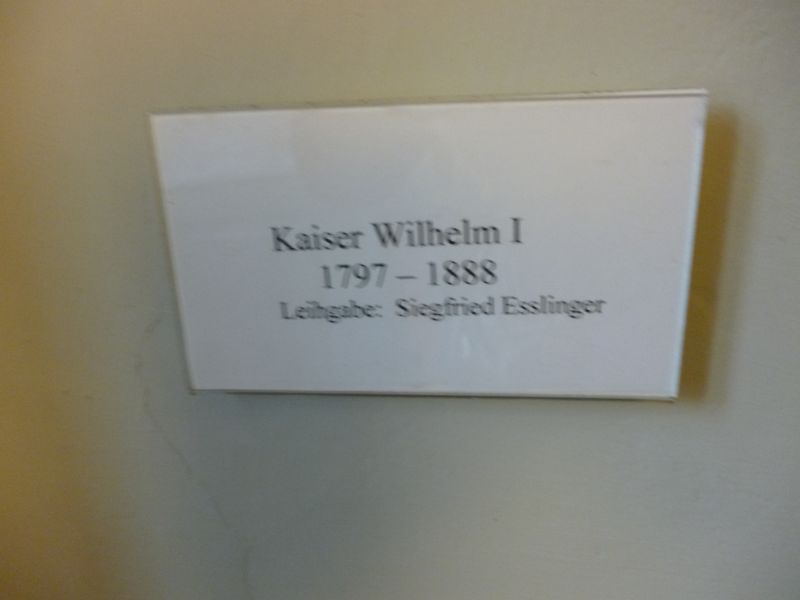 Kaiser Wilhelm I
1797 – 1888
Leihgabe: Siegfried Esslinger